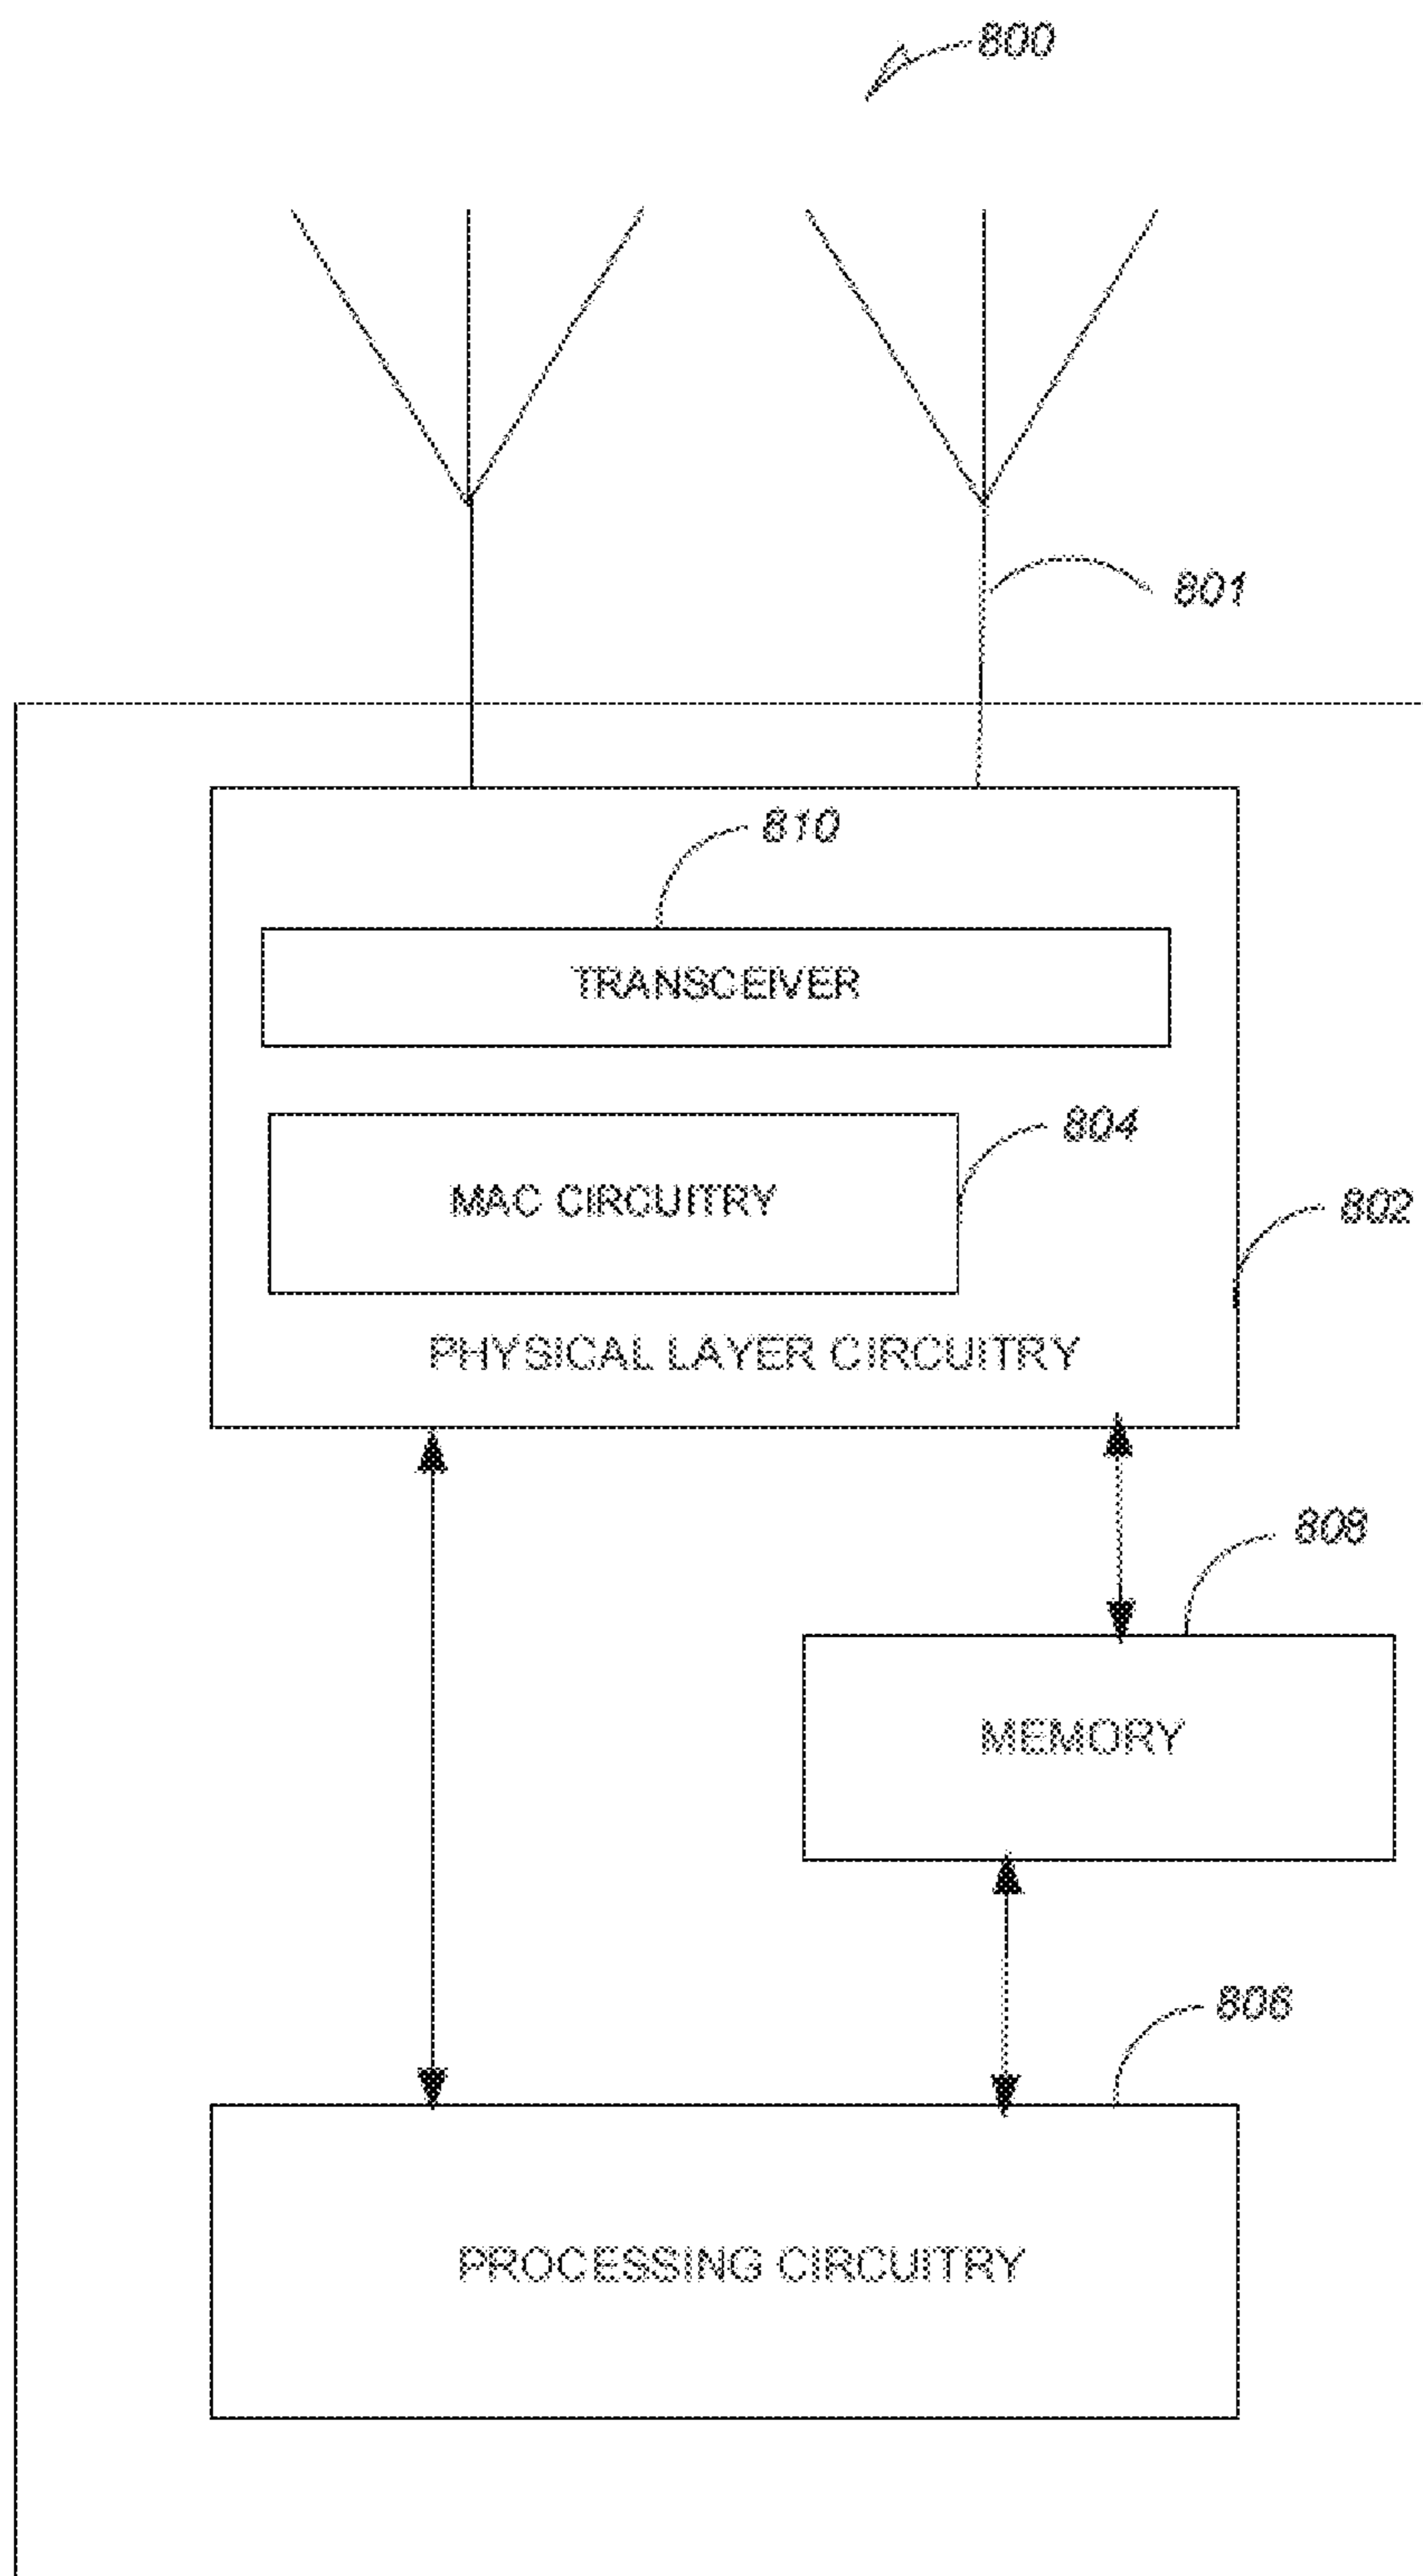 800
801
810
TRANSCEIVER
804
MAC CIRCUITRY
802
PHYSICAL LAYER CIRCUITRY
808
MEMORY
806
PROCESSING CIRCUITRY